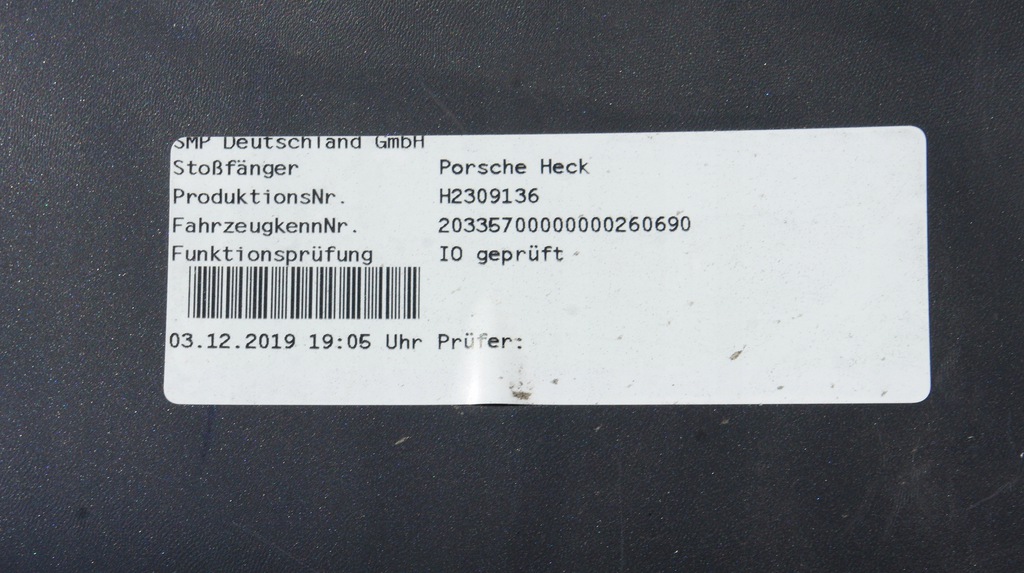 SMP Deutschland GmbH
Stoßfänger Porsche Heck
ProduktionsNr. H2309136
FahrzeugkennNr. 20335700000000260690
Funktionsprüfung IO geprüft
03.12.2019 19:05 Uhr Prüfer: